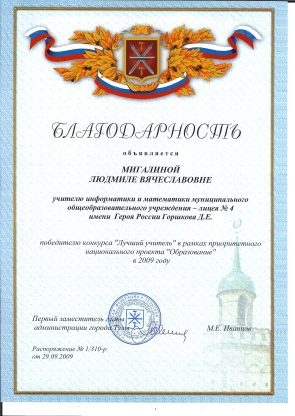 БЛАГОДАРНОСТЬ
объявляется
МИГАЛИНОЙ
ЛЮДМИЛЕ ВЯЧЕСЛАВОВНЕ
учителю информатики и математики муниципального
общеобразовательного учреждения – лицея № 4
имени Героя России Горшкова Д.Е.
победителю конкурса "Лучший учитель" в рамках приоритетного
национального проекта "Образование"
в 2009 году
Первый заместитель главы
администрации города Тулы
М.Е. Иванцов
Распоряжение № 1/310-р
от 29.09.2009